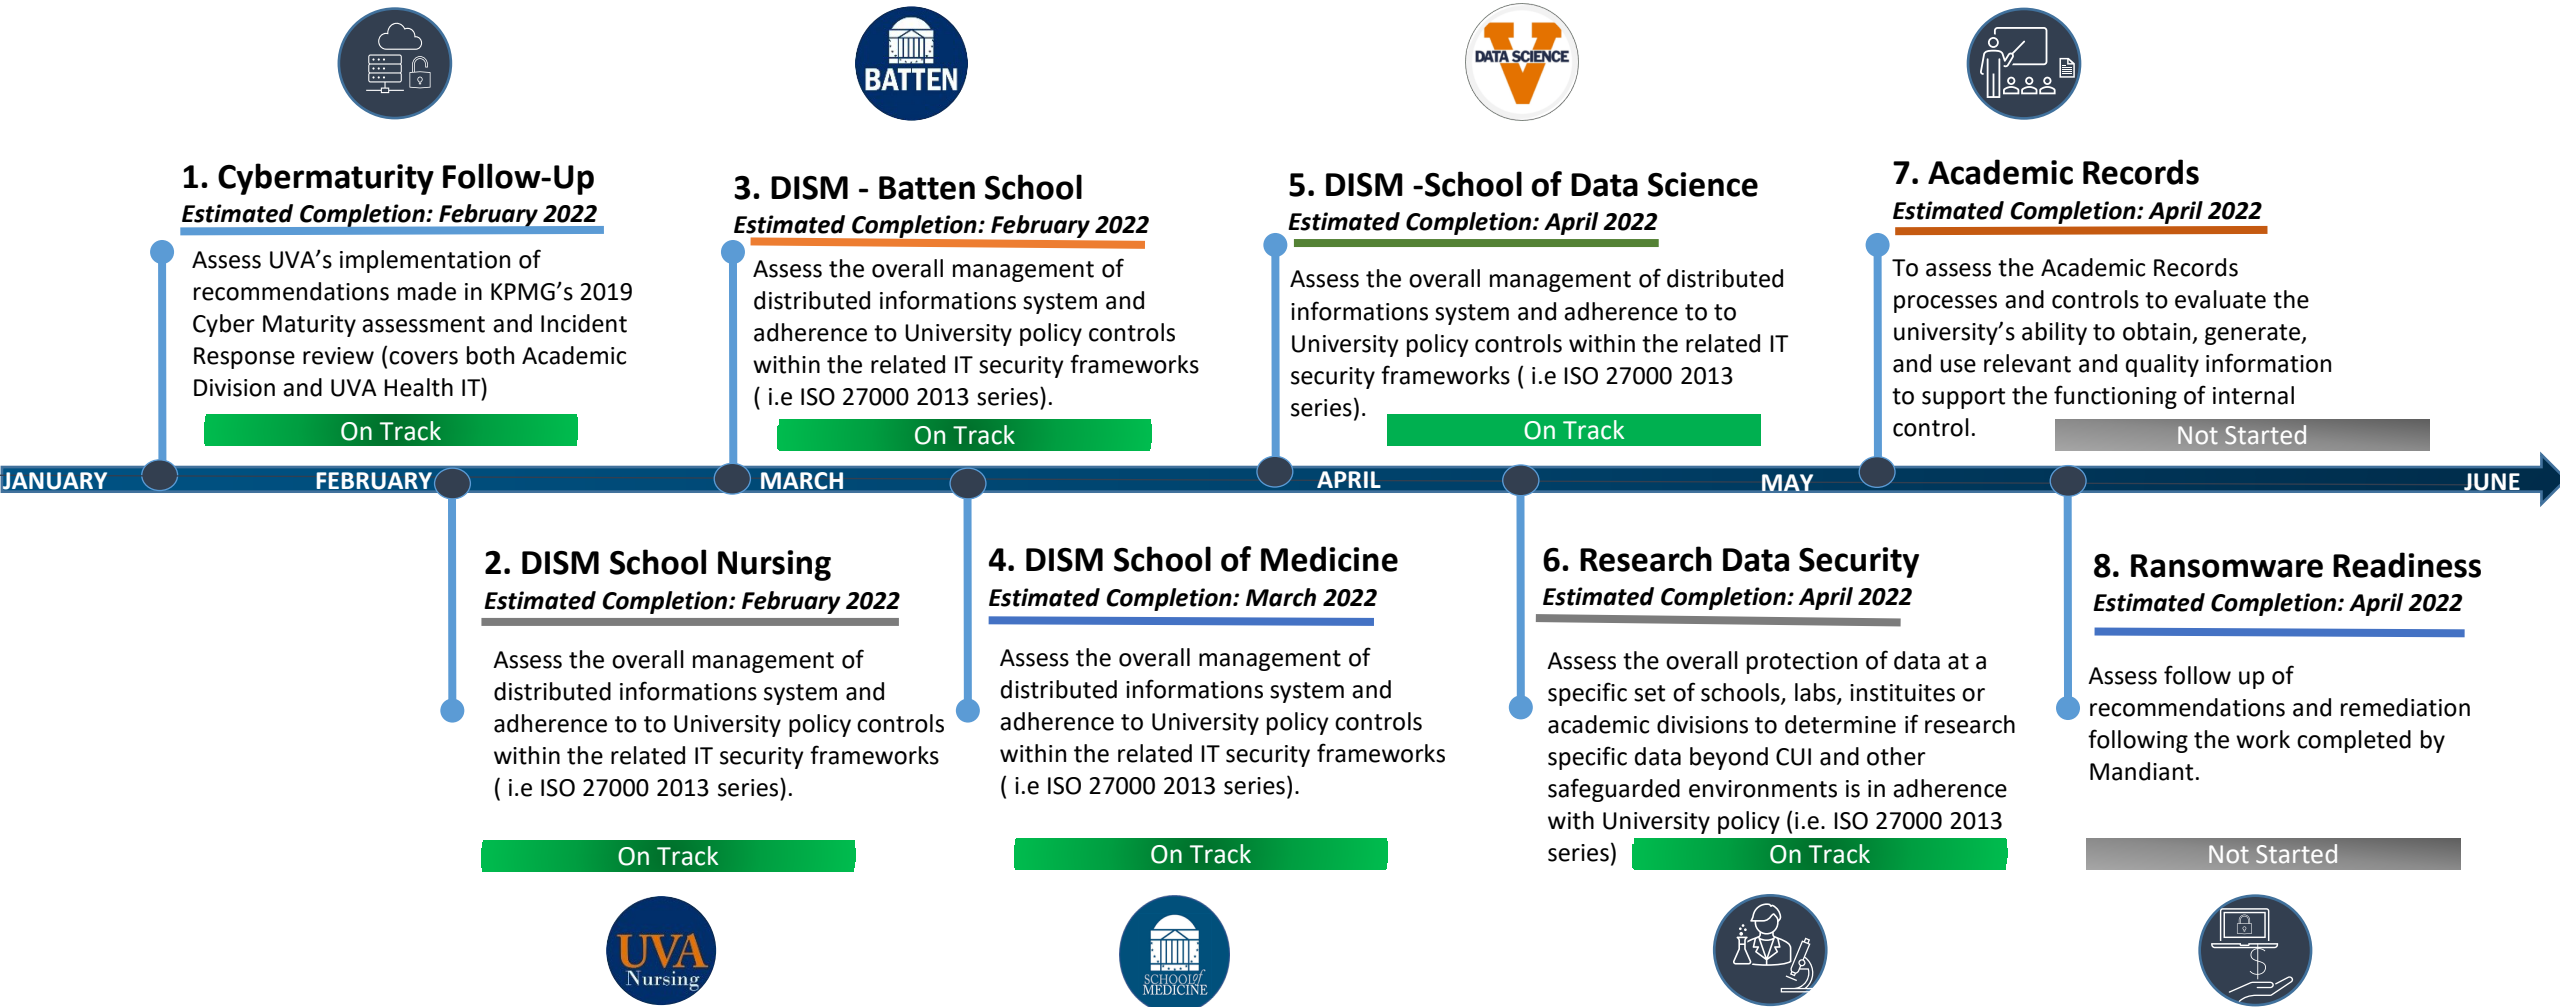 BATTEN
DATA SCIENCE
1. Cybermaturity Follow-Up
Estimated Completion: February 2022
Assess UVA's implementation of
recommendations made in KPMG's 2019
Cyber Maturity assessment and Incident
Response review (covers both Academic
Division and UVA Health IT)
On Track
3. DISM - Batten School
Estimated Completion: February 2022
Assess the overall management of
distributed informations system and
adherence to University policy controls
within the related IT security frameworks
( i.e ISO 27000 2013 series).
On Track
5. DISM -School of Data Science
Estimated Completion: April 2022
Assess the overall management of distributed
informations system and adherence to to
University policy controls within the related IT
security frameworks ( i.e ISO 27000 2013
series).
On Track
7. Academic Records
Estimated Completion: April 2022
To assess the Academic Records
processes and controls to evaluate the
university's ability to obtain, generate,
and use relevant and quality information
to support the functioning of internal
control.
Not Started
JANUARY
FEBRUARY
MARCH
APRIL
MAY
JUNE
2. DISM School Nursing
Estimated Completion: February 2022
Assess the overall management of
distributed informations system and
adherence to to University policy controls
within the related IT security frameworks
( i.e ISO 27000 2013 series).
On Track
UVA
Nursing
4. DISM School of Medicine
Estimated Completion: March 2022
Assess the overall management of
distributed informations system and
adherence to University policy controls
within the related IT security frameworks
( i.e ISO 27000 2013 series).
On Track
SCHOOL of
MEDICINE
6. Research Data Security
Estimated Completion: April 2022
Assess the overall protection of data at a
specific set of schools, labs, instituites or
academic divisions to determine if research
specific data beyond CUI and other
safeguarded environments is in adherence
with University policy (i.e. ISO 27000 2013
series)
On Track
8. Ransomware Readiness
Estimated Completion: April 2022
Assess follow up of
recommendations and remediation
following the work completed by
Mandiant.
Not Started